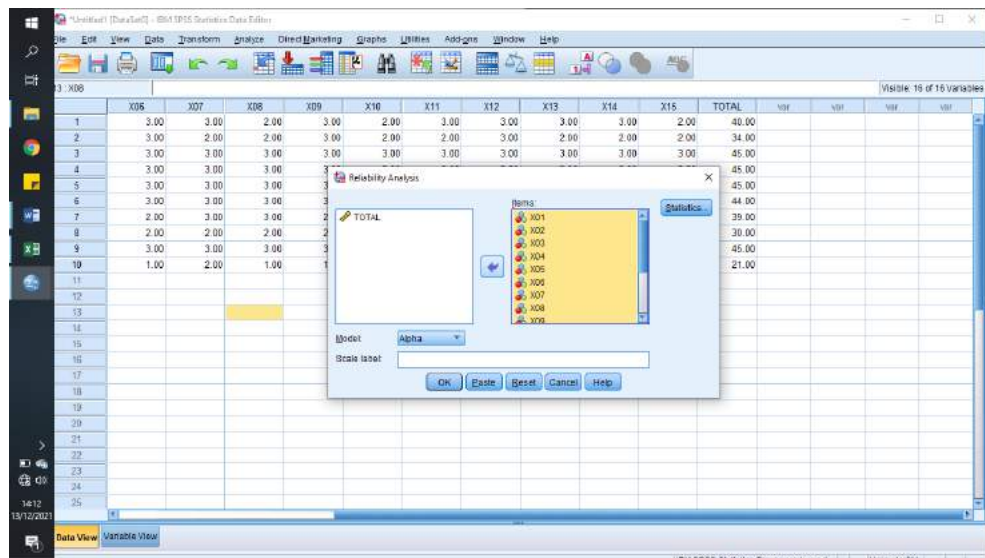 *Untitled1 [DataSet0] - IBM SPSS Statistics Data Editor
File Edit View Data Transform Analyze Direct Marketing Graphs Utilities Add-ons Window Help
13 : X08
Visible: 16 of 16 Variables
X06 X07 X08 X09 X10 X11 X12 X13 X14 X15 TOTAL var var var var
1 3.00 3.00 2.00 3.00 2.00 3.00 3.00 3.00 3.00 2.00 40.00
2 3.00 2.00 2.00 3.00 2.00 2.00 3.00 2.00 2.00 2.00 34.00
3 3.00 3.00 3.00 3.00 3.00 3.00 3.00 3.00 3.00 3.00 45.00
4 3.00 3.00 3.00 45.00
5 3.00 3.00 3.00 45.00
6 3.00 3.00 3.00 44.00
7 2.00 3.00 3.00 39.00
8 2.00 2.00 2.00 30.00
9 3.00 3.00 3.00 45.00
10 1.00 2.00 1.00 21.00
11
12
13
14
15
16
17
18
19
20
21
22
23
24
25
Reliability Analysis
TOTAL
Items:
X01
X02
X03
X04
X05
X06
X07
X08
X09
Statistics...
Model: Alpha
Scale label:
OK Paste Reset Cancel Help
Data View Variable View
14:12
13/12/2021